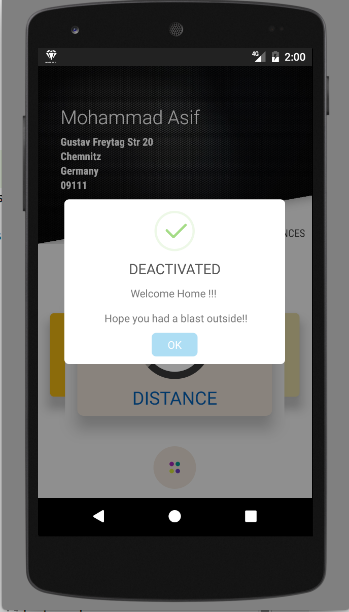 4G 2:00
Mohammad Asif
Gustav Freytag Str 20
Chemnitz
Germany
09111
NCES
DEACTIVATED
Welcome Home !!!
Hope you had a blast outside!!
OK
DISTANCE